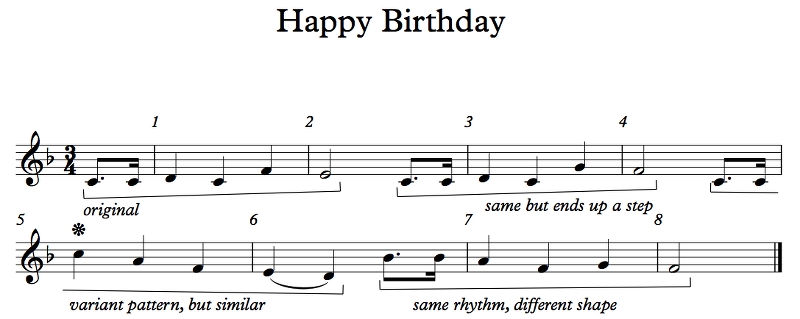 Happy Birthday
1 2 3 4
3
4
original
same but ends up a step
5 6 7 8
variant pattern, but similar
same rhythm, different shape